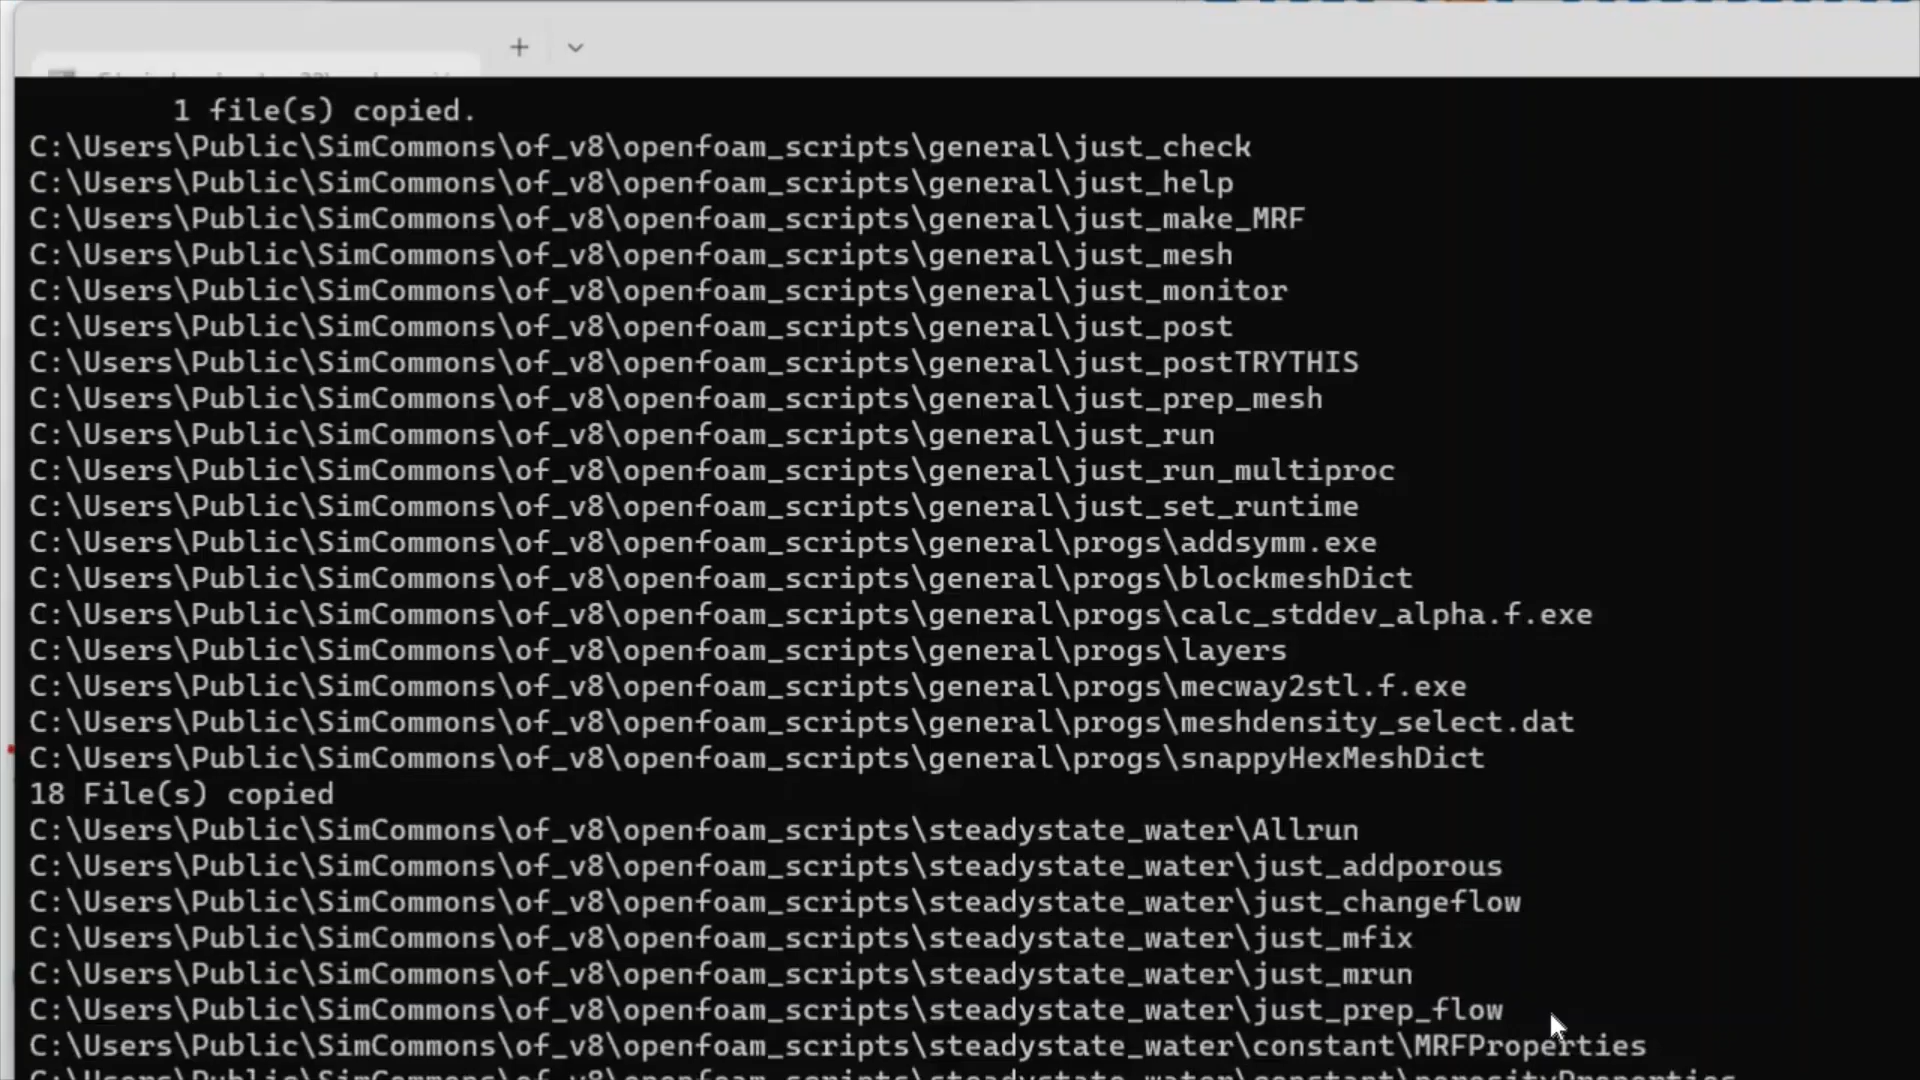 1 file(s) copied.
C:\Users\Public\SimCommons\of_v8\openfoam_scripts\general\just_check
C:\Users\Public\SimCommons\of_v8\openfoam_scripts\general\just_help
C:\Users\Public\SimCommons\of_v8\openfoam_scripts\general\just_make_MRF
C:\Users\Public\SimCommons\of_v8\openfoam_scripts\general\just_mesh
C:\Users\Public\SimCommons\of_v8\openfoam_scripts\general\just_monitor
C:\Users\Public\SimCommons\of_v8\openfoam_scripts\general\just_post
C:\Users\Public\SimCommons\of_v8\openfoam_scripts\general\just_postTRYTHIS
C:\Users\Public\SimCommons\of_v8\openfoam_scripts\general\just_prep_mesh
C:\Users\Public\SimCommons\of_v8\openfoam_scripts\general\just_run
C:\Users\Public\SimCommons\of_v8\openfoam_scripts\general\just_run_multiproc
C:\Users\Public\SimCommons\of_v8\openfoam_scripts\general\just_set_runtime
C:\Users\Public\SimCommons\of_v8\openfoam_scripts\general\progs\addsymm.exe
C:\Users\Public\SimCommons\of_v8\openfoam_scripts\general\progs\blockmeshDict
C:\Users\Public\SimCommons\of_v8\openfoam_scripts\general\progs\calc_stddev_alpha.f.exe
C:\Users\Public\SimCommons\of_v8\openfoam_scripts\general\progs\layers
C:\Users\Public\SimCommons\of_v8\openfoam_scripts\general\progs\mecway2stl.f.exe
C:\Users\Public\SimCommons\of_v8\openfoam_scripts\general\progs\meshdensity_select.dat
C:\Users\Public\SimCommons\of_v8\openfoam_scripts\general\progs\snappyHexMeshDict
18 File(s) copied
C:\Users\Public\SimCommons\of_v8\openfoam_scripts\steadystate_water\Allrun
C:\Users\Public\SimCommons\of_v8\openfoam_scripts\steadystate_water\just_addporous
C:\Users\Public\SimCommons\of_v8\openfoam_scripts\steadystate_water\just_changeflow
C:\Users\Public\SimCommons\of_v8\openfoam_scripts\steadystate_water\just_mfix
C:\Users\Public\SimCommons\of_v8\openfoam_scripts\steadystate_water\just_mrun
C:\Users\Public\SimCommons\of_v8\openfoam_scripts\steadystate_water\just_prep_flow
C:\Users\Public\SimCommons\of_v8\openfoam_scripts\steadystate_water\constant\MRFProperties
C:\Users\Public\SimCommons\of_v8\openfoam_scripts\steadystate_water\constant\porosityProperties